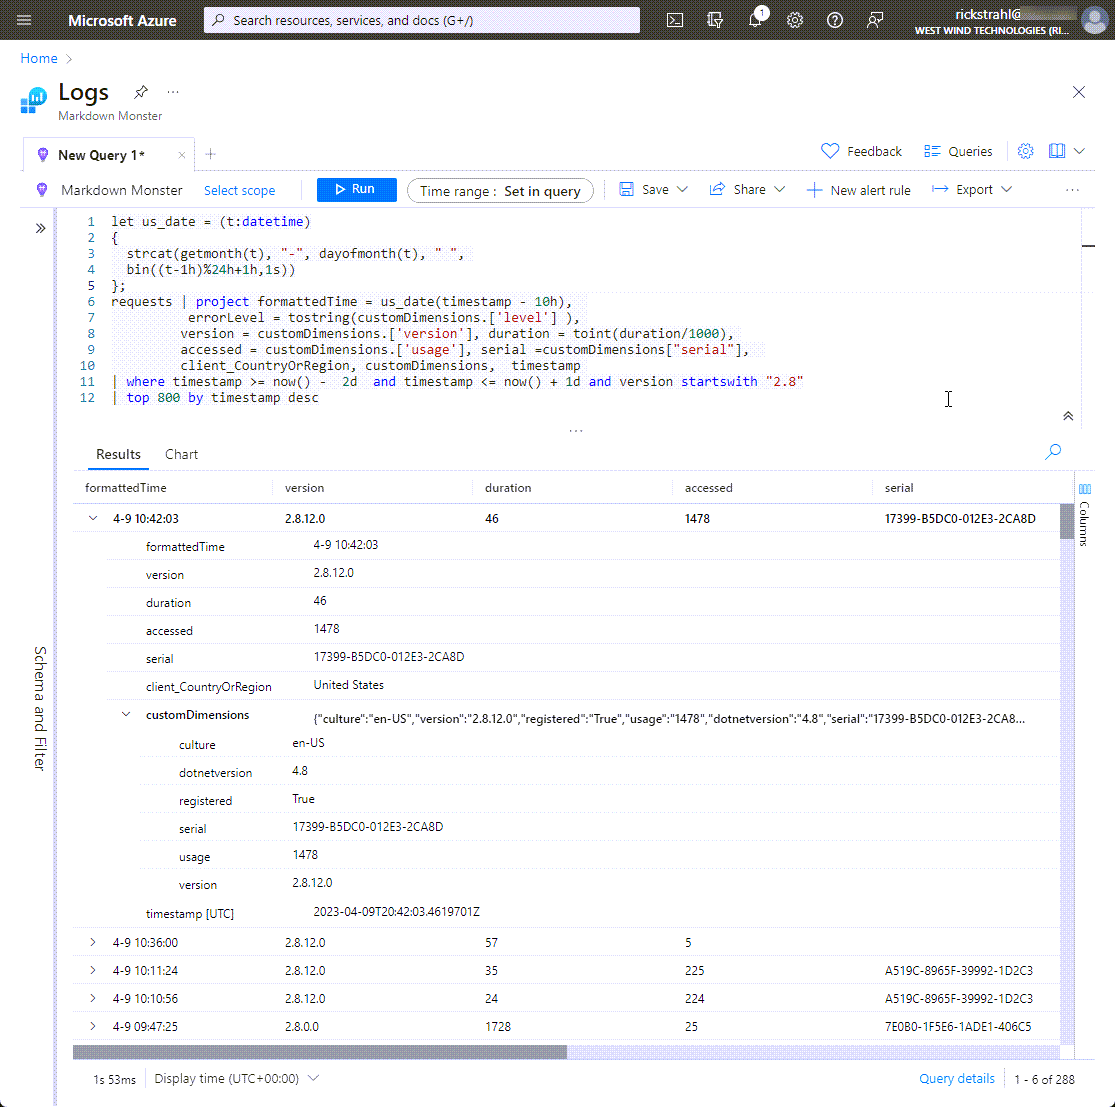 Microsoft Azure
Search resources, services, and docs (G+/)
1
rickstrahl@
WEST WIND TECHNOLOGIES (RI...
Home
Logs
Markdown Monster
New Query 1*
Feedback
Queries
Markdown Monster
Select scope
Run
Time range : Set in query
Save
Share
New alert rule
Export
1 let us_date = (t:datetime)
2 {
3 strcat(getmonth(t), "-", dayofmonth(t), " ",
4 bin((t-1h)%24h+1h,1s))
5 };
6 requests | project formattedTime = us_date(timestamp - 10h),
7 errorLevel = tostring(customDimensions.['level'] ),
8 version = customDimensions.['version'], duration = toint(duration/1000),
9 accessed = customDimensions.['usage'], serial =customDimensions["serial"],
10 client_CountryOrRegion, customDimensions,  timestamp
11 | where timestamp >= now() -  2d  and timestamp <= now() + 1d and version startswith "2.8"
12 | top 800 by timestamp desc
Schema and Filter
Results Chart
formattedTime version duration accessed serial
Columns
4-9 10:42:03 2.8.12.0 46 1478 17399-B5DC0-012E3-2CA8D
formattedTime 4-9 10:42:03
version 2.8.12.0
duration 46
accessed 1478
serial 17399-B5DC0-012E3-2CA8D
client_CountryOrRegion United States
customDimensions {"culture":"en-US","version":"2.8.12.0","registered":"True","usage":"1478","dotnetversion":"4.8","serial":"17399-B5DC0-012E3-2CA8...
culture en-US
dotnetversion 4.8
registered True
serial 17399-B5DC0-012E3-2CA8D
usage 1478
version 2.8.12.0
timestamp [UTC] 2023-04-09T20:42:03.4619701Z
4-9 10:36:00 2.8.12.0 57 5
4-9 10:11:24 2.8.12.0 35 225 A519C-8965F-39992-1D2C3
4-9 10:10:56 2.8.12.0 24 224 A519C-8965F-39992-1D2C3
4-9 09:47:25 2.8.0.0 1728 25 7E0B0-1F5E6-1ADE1-406C5
1s 53ms
Display time (UTC+00:00)
Query details
1 - 6 of 288